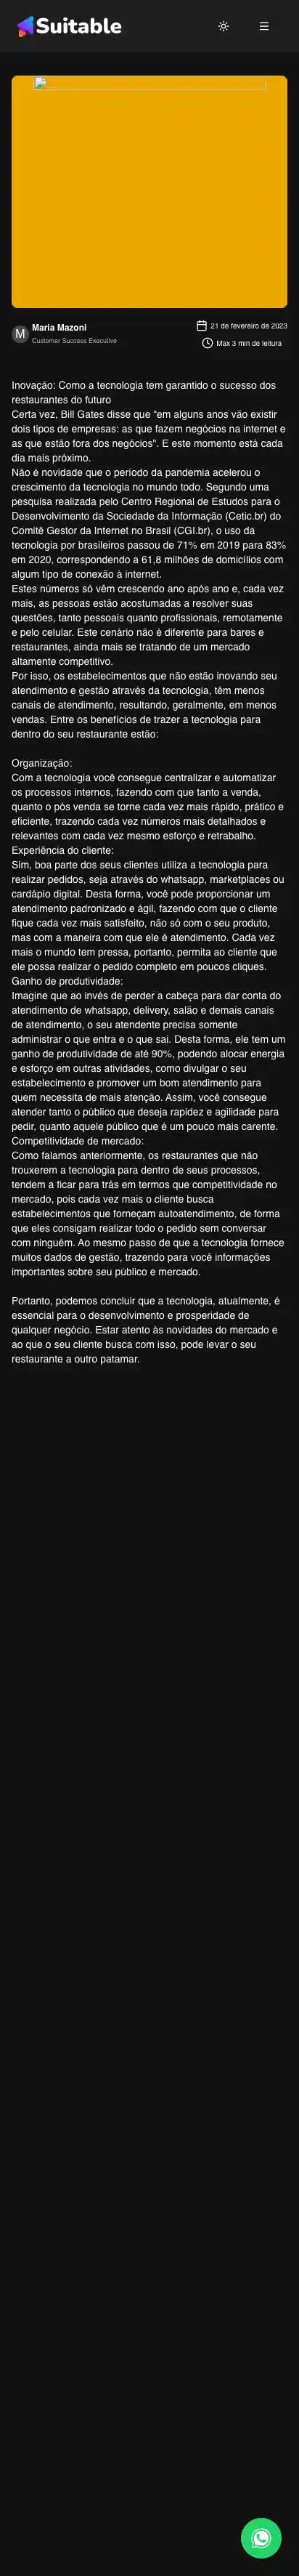 Suitable
M
Maria Mazoni
Customer Success Executive
21 de fevereiro de 2023
Max 3 min de leitura
Inovação: Como a tecnologia tem garantido o sucesso dos
restaurantes do futuro
Certa vez, Bill Gates disse que "em alguns anos vão existir
dois tipos de empresas: as que fazem negócios na internet e
as que estão fora dos negócios". E este momento está cada
dia mais próximo.
Não é novidade que o período da pandemia acelerou o
crescimento da tecnologia no mundo todo. Segundo uma
pesquisa realizada pelo Centro Regional de Estudos para o
Desenvolvimento da Sociedade da Informação (Cetic.br) do
Comitê Gestor da Internet no Brasil (CGI.br), o uso da
tecnologia por brasileiros passou de 71% em 2019 para 83%
em 2020, correspondendo a 61,8 milhões de domicílios com
algum tipo de conexão à internet.
Estes números só vêm crescendo ano após ano e, cada vez
mais, as pessoas estão acostumadas a resolver suas
questões, tanto pessoais quanto profissionais, remotamente
e pelo celular. Este cenário não é diferente para bares e
restaurantes, ainda mais se tratando de um mercado
altamente competitivo.
Por isso, os estabelecimentos que não estão inovando seu
atendimento e gestão através da tecnologia, têm menos
canais de atendimento, resultando, geralmente, em menos
vendas. Entre os benefícios de trazer a tecnologia para
dentro do seu restaurante estão:
Organização:
Com a tecnologia você consegue centralizar e automatizar
os processos internos, fazendo com que tanto a venda,
quanto o pós venda se torne cada vez mais rápido, prático e
eficiente, trazendo cada vez números mais detalhados e
relevantes com cada vez mesmo esforço e retrabalho.
Experiência do cliente:
Sim, boa parte dos seus clientes utiliza a tecnologia para
realizar pedidos, seja através do whatsapp, marketplaces ou
cardápio digital. Desta forma, você pode proporcionar um
atendimento padronizado e ágil, fazendo com que o cliente
fique cada vez mais satisfeito, não só com o seu produto,
mas com a maneira com que ele é atendimento. Cada vez
mais o mundo tem pressa, portanto, permita ao cliente que
ele possa realizar o pedido completo em poucos cliques.
Ganho de produtividade:
Imagine que ao invés de perder a cabeça para dar conta do
atendimento de whatsapp, delivery, salão e demais canais
de atendimento, o seu atendente precisa somente
administrar o que entra e o que sai. Desta forma, ele tem um
ganho de produtividade de até 90%, podendo alocar energia
e esforço em outras atividades, como divulgar o seu
estabelecimento e promover um bom atendimento para
quem necessita de mais atenção. Assim, você consegue
atender tanto o público que deseja rapidez e agilidade para
pedir, quanto aquele público que é um pouco mais carente.
Competitividade de mercado:
Como falamos anteriormente, os restaurantes que não
trouxerem a tecnologia para dentro de seus processos,
tendem a ficar para trás em termos que competitividade no
mercado, pois cada vez mais o cliente busca
estabelecimentos que forneçam autoatendimento, de forma
que eles consigam realizar todo o pedido sem conversar
com ninguém. Ao mesmo passo de que a tecnologia fornece
muitos dados de gestão, trazendo para você informações
importantes sobre seu público e mercado.
Portanto, podemos concluir que a tecnologia, atualmente, é
essencial para o desenvolvimento e prosperidade de
qualquer negócio. Estar atento às novidades do mercado e
ao que o seu cliente busca com isso, pode levar o seu
restaurante a outro patamar.